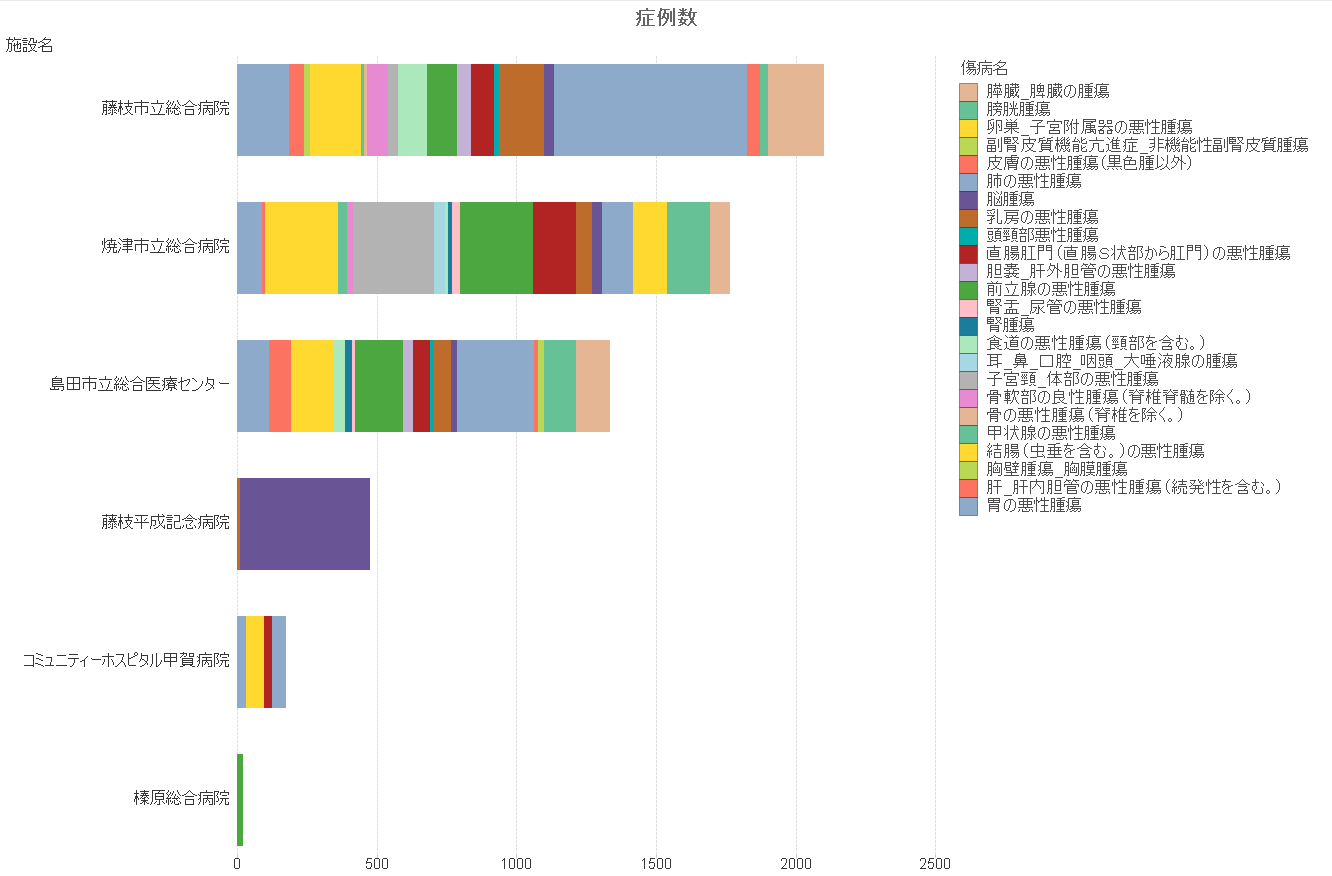 症例数
施設名
藤枝市立総合病院
焼津市立総合病院
島田市立総合医療センター
藤枝平成記念病院
コミュニティーホスピタル甲賀病院
榛原総合病院
0 500 1000 1500 2000 2500
傷病名
膵臓_脾臓の腫瘍
膀胱腫瘍
卵巣_子宮附属器の悪性腫瘍
副腎皮質機能亢進症_非機能性副腎皮質腫瘍
皮膚の悪性腫瘍(黒色腫以外)
肺の悪性腫瘍
脳腫瘍
乳房の悪性腫瘍
頭頸部悪性腫瘍
直腸肛門(直腸S状部から肛門)の悪性腫瘍
胆嚢_肝外胆管の悪性腫瘍
前立腺の悪性腫瘍
腎盂_尿管の悪性腫瘍
腎腫瘍
食道の悪性腫瘍(頸部を含む。)
耳_鼻_口腔_咽頭_大唾液腺の腫瘍
子宮頸_体部の悪性腫瘍
骨軟部の良性腫瘍(脊椎脊髄を除く。)
骨の悪性腫瘍(脊椎を除く。)
甲状腺の悪性腫瘍
結腸(虫垂を含む。)の悪性腫瘍
胸壁腫瘍_胸膜腫瘍
肝_肝内胆管の悪性腫瘍(続発性を含む。)
胃の悪性腫瘍